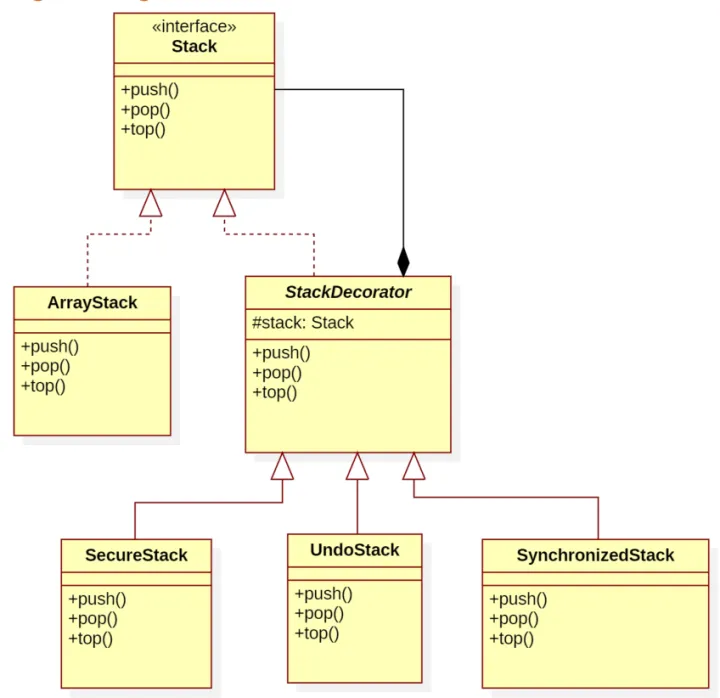 «interface»
Stack
+push()
+pop()
+top()
ArrayStack
+push()
+pop()
+top()
StackDecorator
#stack: Stack
+push()
+pop()
+top()
SecureStack
+push()
+pop()
+top()
UndoStack
+push()
+pop()
+top()
SynchronizedStack
+push()
+pop()
+top()